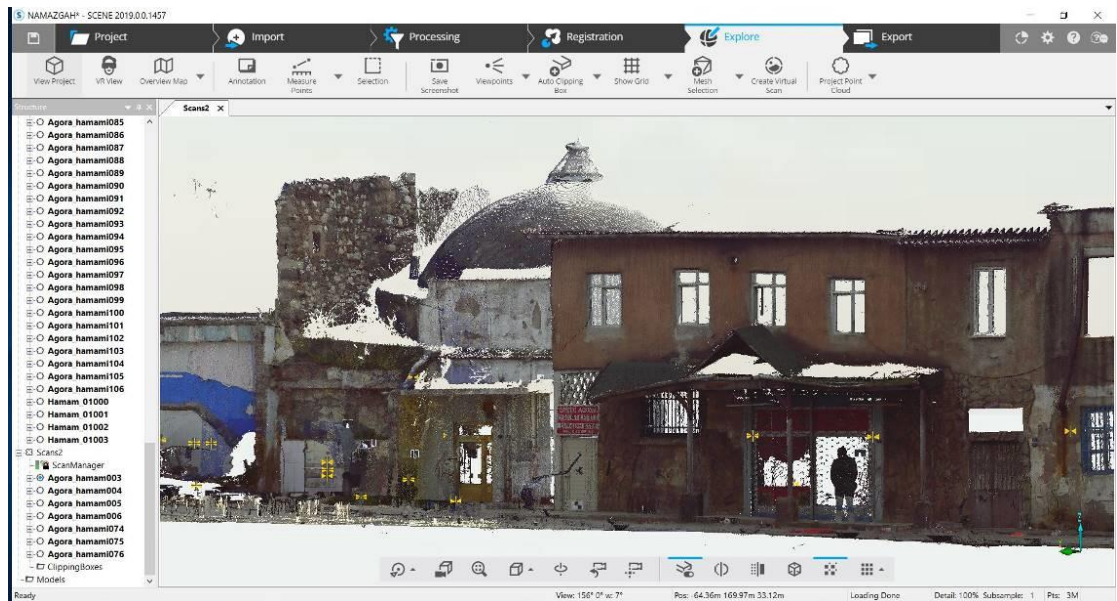 NAMAZGAH* - SCENE 2019.0.0.1457
Project
Import
Processing
Registration
Explore
Export
View Project
VR View
Overview Map
Annotation
Measure Points
Selection
Save Screenshot
Viewpoints
Auto Clipping Box
Show Grid
Mesh Selection
Create Virtual Scan
Project Point Cloud
Structure
Scans2
Agora hamami085
Agora hamami086
Agora hamami087
Agora hamami088
Agora hamami089
Agora hamami090
Agora hamami091
Agora hamami092
Agora hamami093
Agora hamami094
Agora hamami095
Agora hamami096
Agora hamami097
Agora hamami098
Agora hamami099
Agora hamami100
Agora hamami101
Agora hamami102
Agora hamami103
Agora hamami104
Agora hamami105
Agora hamami106
Hamam_01000
Hamam_01001
Hamam_01002
Hamam_01003
Scans2
ScanManager
Agora hamam003
Agora hamam004
Agora hamam005
Agora hamam006
Agora hamami074
Agora hamami075
Agora hamami076
ClippingBoxes
Models
Ready
View: 156° 0° w: 7°
Pos: -64.36m 169.97m 33.12m
Loading Done
Detail: 100% Subsample: 1
Pts: 3M